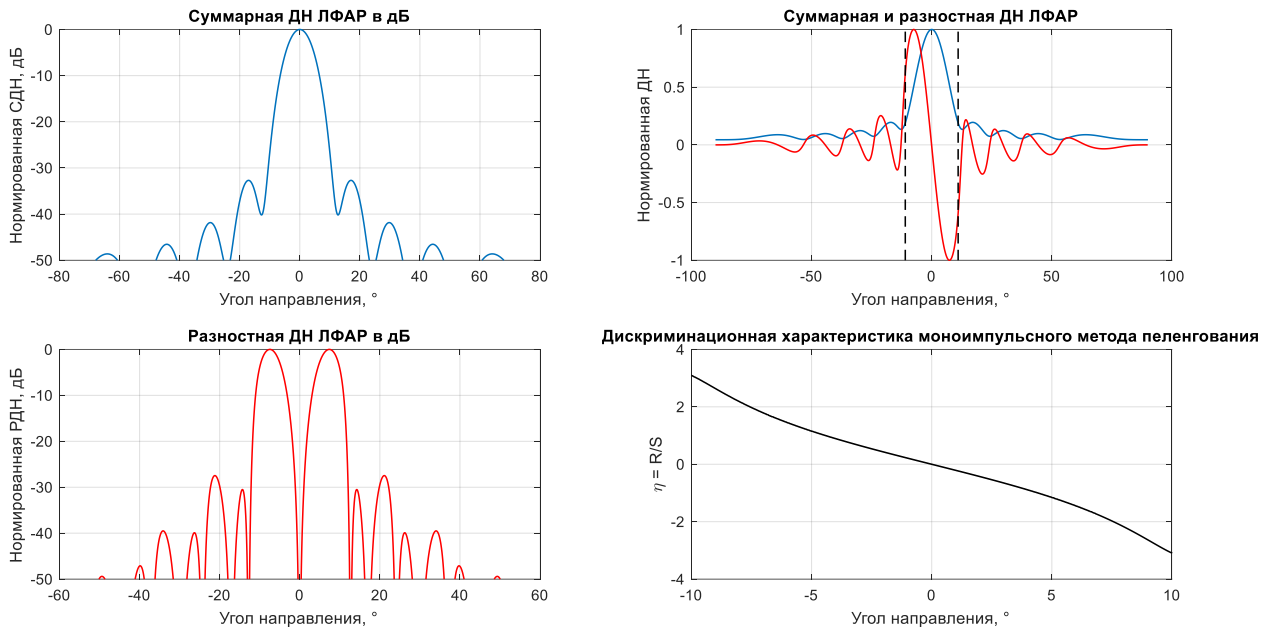 Суммарная ДН ЛФАР в дБ
Нормированная СДН, дБ
0
-10
-20
-30
-40
-50
-80 -60 -40 -20 0 20 40 60 80
Угол направления, °
Суммарная и разностная ДН ЛФАР
Нормированная ДН
1
0.5
0
-0.5
-1
-100 -50 0 50 100
Угол направления, °
Разностная ДН ЛФАР в дБ
Нормированная РДН, дБ
0
-10
-20
-30
-40
-50
-60 -40 -20 0 20 40 60
Угол направления, °
Дискриминационная характеристика моноимпульсного метода пеленгования
η = R/S
4
2
0
-2
-4
-10 -5 0 5 10
Угол направления, °